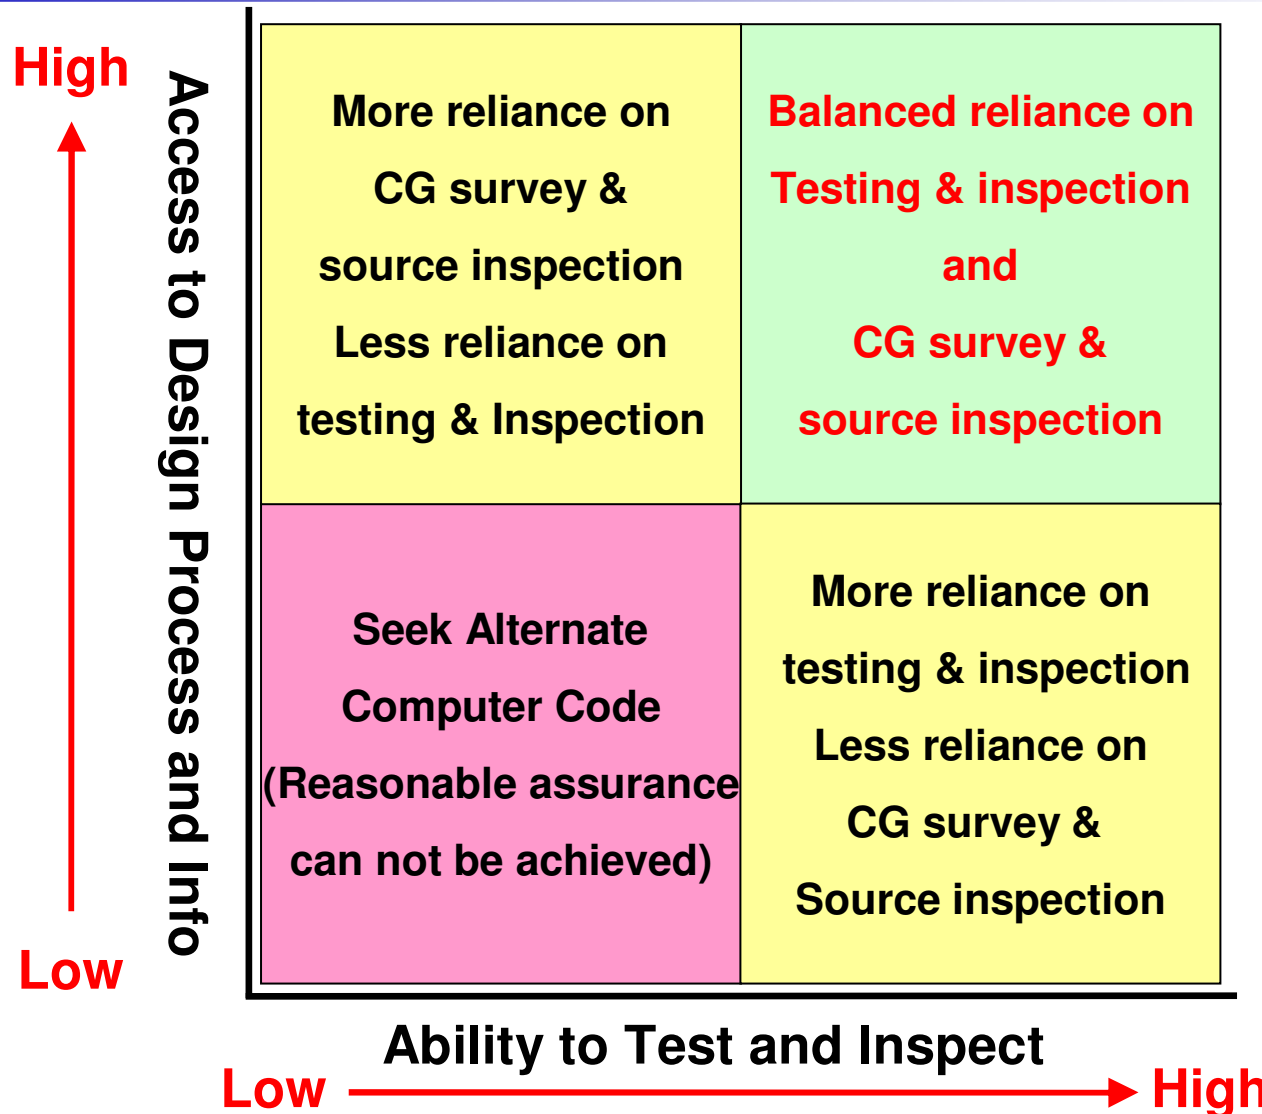 High
Access to Design Process and Info
Low
More reliance on
CG survey &
source inspection
Less reliance on
testing & Inspection
Balanced reliance on
Testing & inspection
and
CG survey &
source inspection
Seek Alternate
Computer Code
(Reasonable assurance
can not be achieved)
More reliance on
testing & inspection
Less reliance on
CG survey &
Source inspection
Ability to Test and Inspect
Low
High